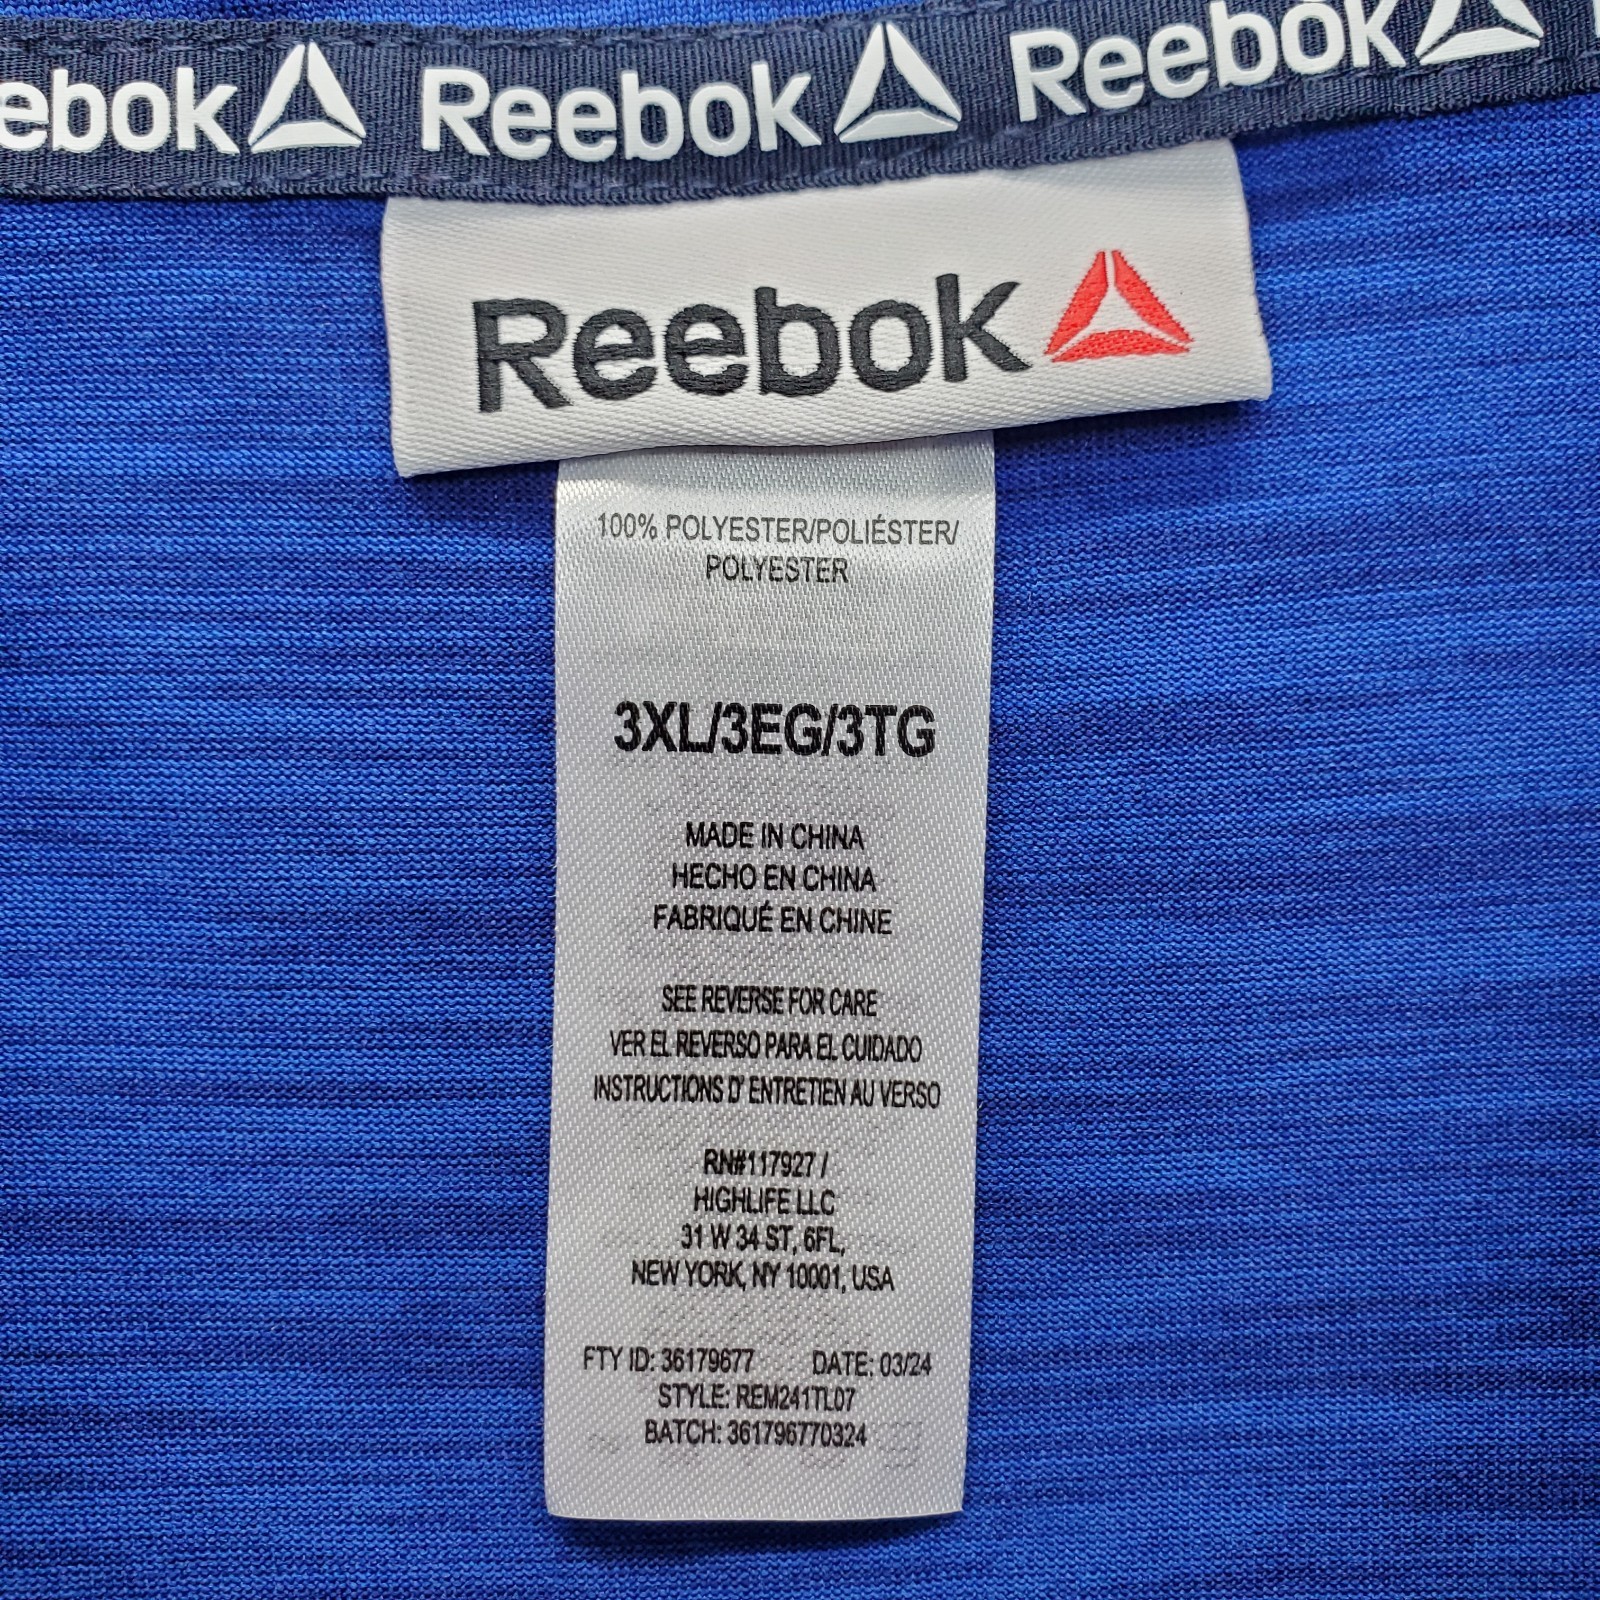 ebok Reebok Reebok
Reebok
100% POLYESTER/POLIÉSTER/
POLYESTER
3XL/3EG/3TG
MADE IN CHINA
HECHO EN CHINA
FABRIQUÉ EN CHINE
SEE REVERSE FOR CARE
VER EL REVERSO PARA EL CUIDADO
INSTRUCTIONS D' ENTRETIEN AU VERSO
RN#117927 /
HIGHLIFE LLC
31 W 34 ST, 6FL,
NEW YORK, NY 10001, USA
FTY ID: 36179677 DATE: 03/24
STYLE: REM241TL07
BATCH: 361796770324